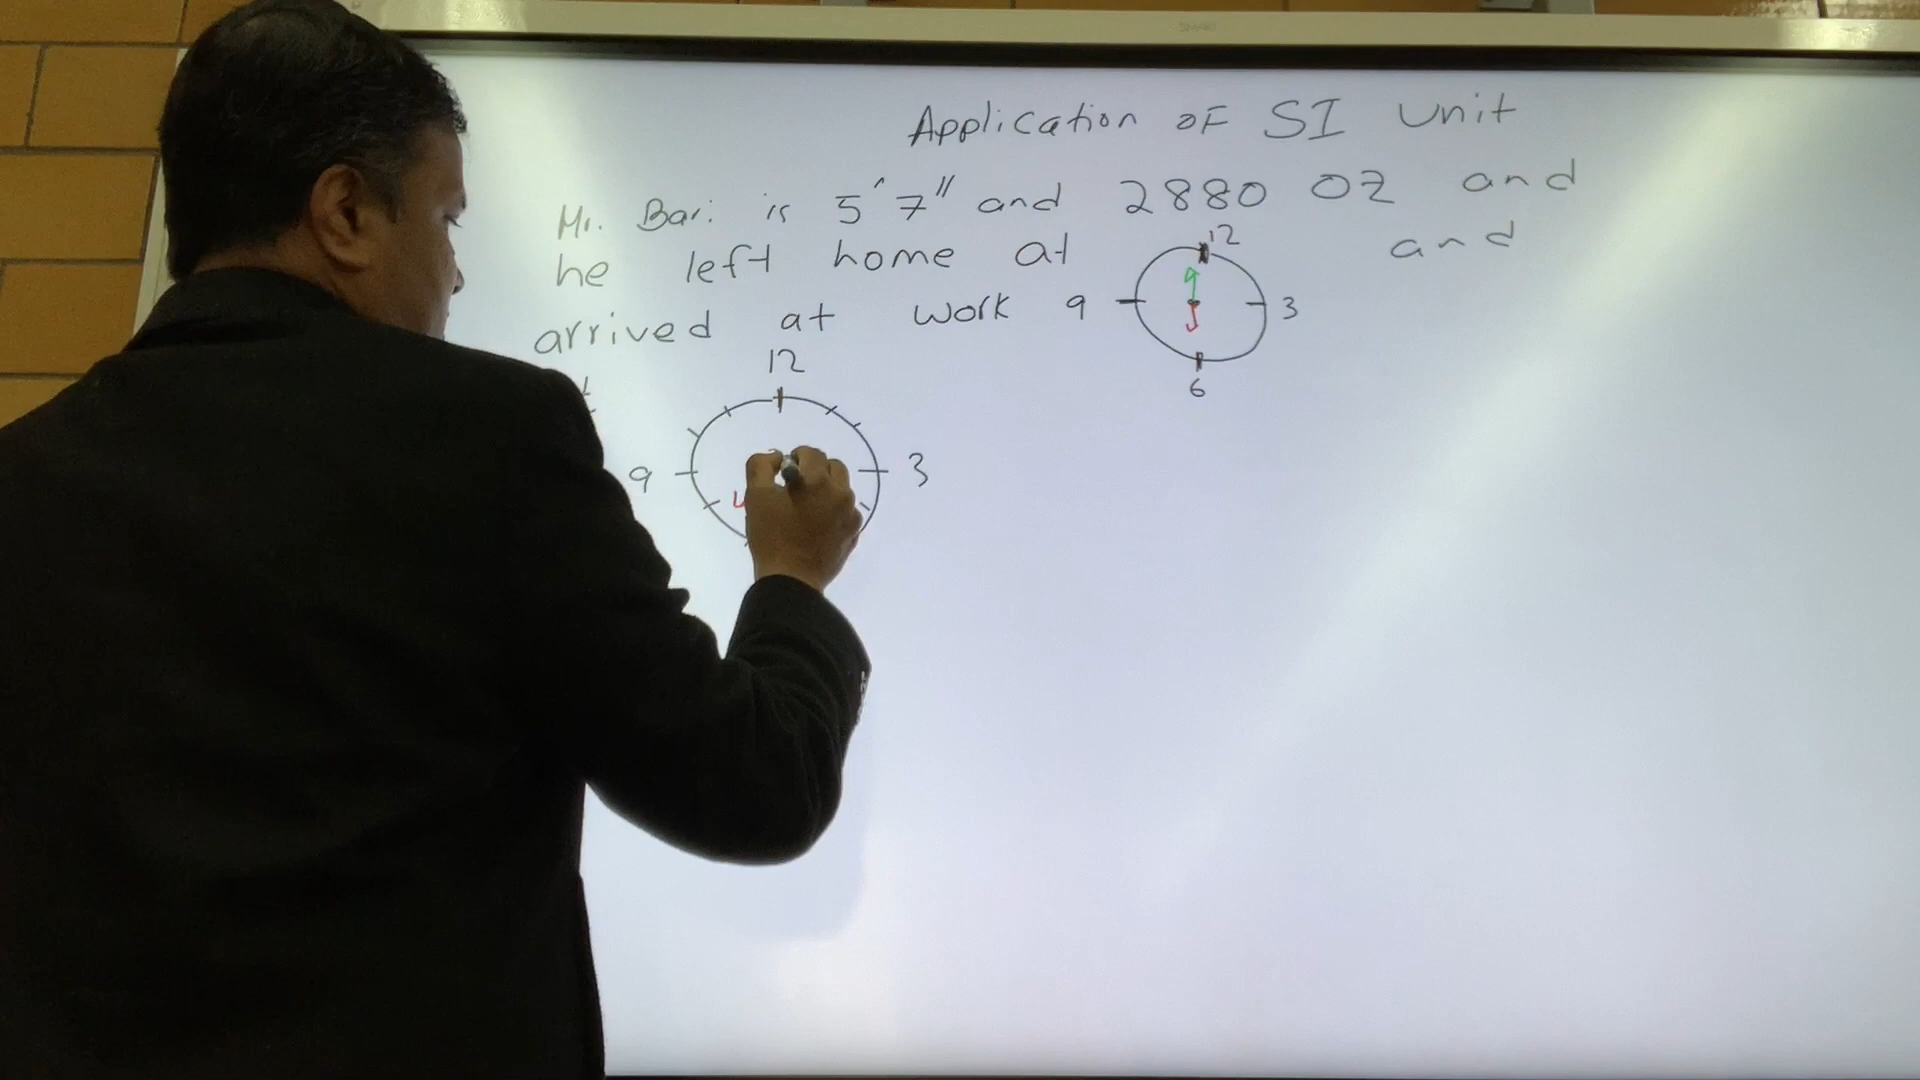 Application OF SI Unit
Mr. Bari is 5'7" and 2880 OZ and
he left home at and
12
9 3
6
arrived at work
12
9 3